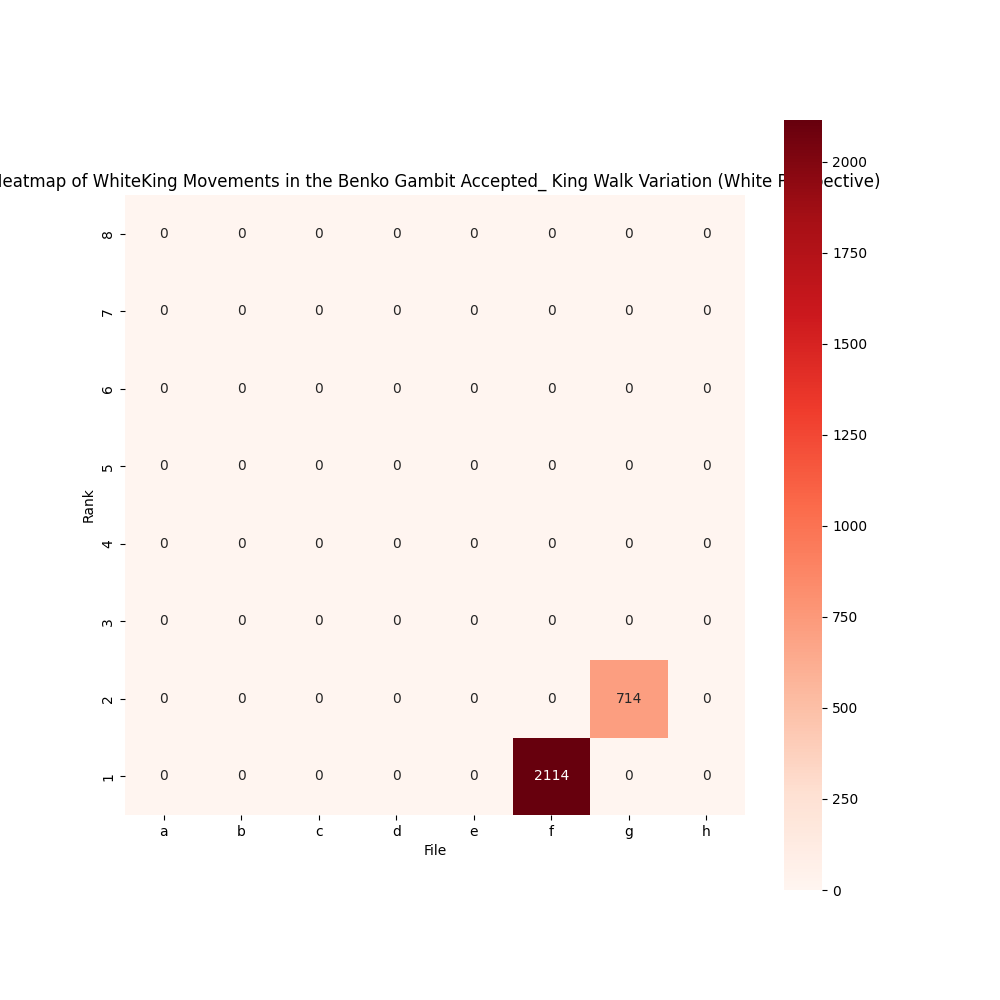 Heatmap of WhiteKing Movements in the Benko Gambit Accepted_ King Walk Variation (White Perspective)
2000
1750
1500
1250
1000
750
500
250
0
8 0 0 0 0 0 0 0 0
7 0 0 0 0 0 0 0 0
6 0 0 0 0 0 0 0 0
5 0 0 0 0 0 0 0 0
Rank
4 0 0 0 0 0 0 0 0
3 0 0 0 0 0 0 0 0
2 0 0 0 0 0 0 714 0
1 0 0 0 0 0 2114 0 0
a b c d e f g h
File